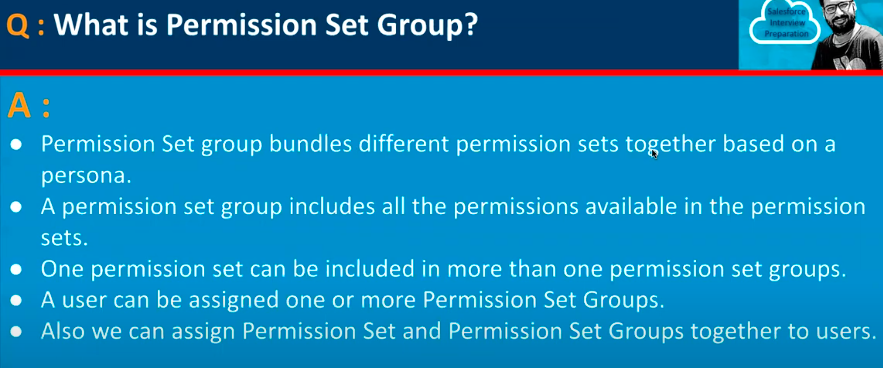 Q : What is Permission Set Group?
Salesforce
Interview
Preparation
A :
● Permission Set group bundles different permission sets together based on a
persona.
● A permission set group includes all the permissions available in the permission
sets.
● One permission set can be included in more than one permission set groups.
● A user can be assigned one or more Permission Set Groups.
● Also we can assign Permission Set and Permission Set Groups together to users.